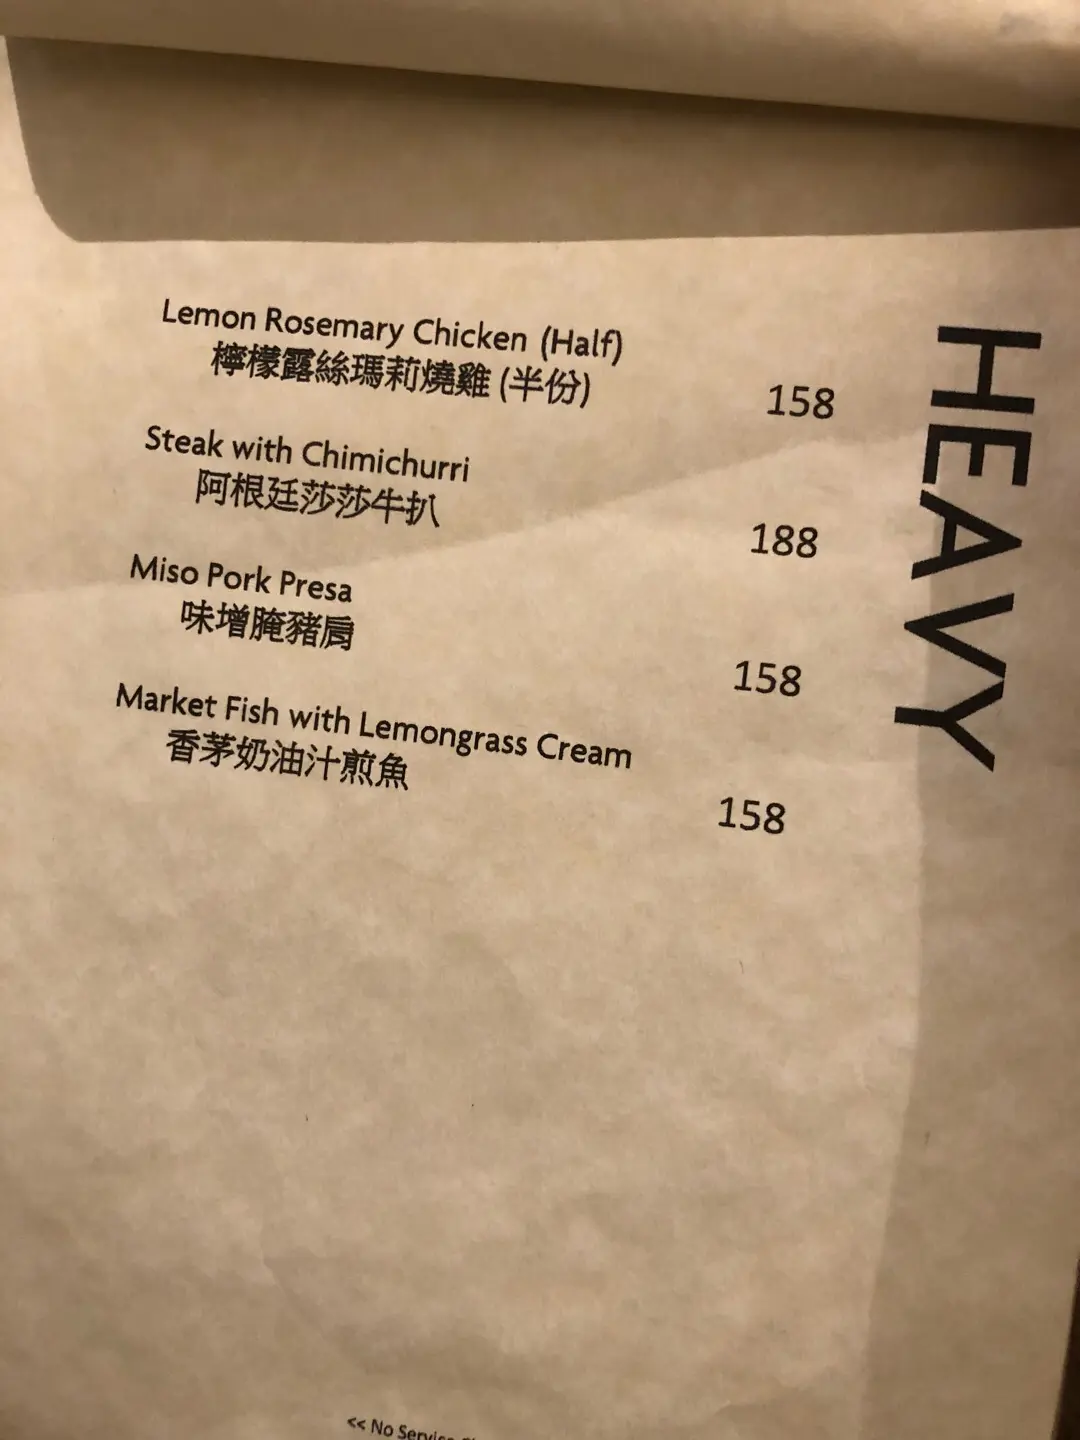 HEAVY
Lemon Rosemary Chicken (Half)
檸檬露絲瑪莉燒雞 (半份)
158
Steak with Chimichurri
阿根廷莎莎牛扒
188
Miso Pork Presa
味增腌豬肩
158
Market Fish with Lemongrass Cream
香茅奶油汁煎魚
158
<< No Service